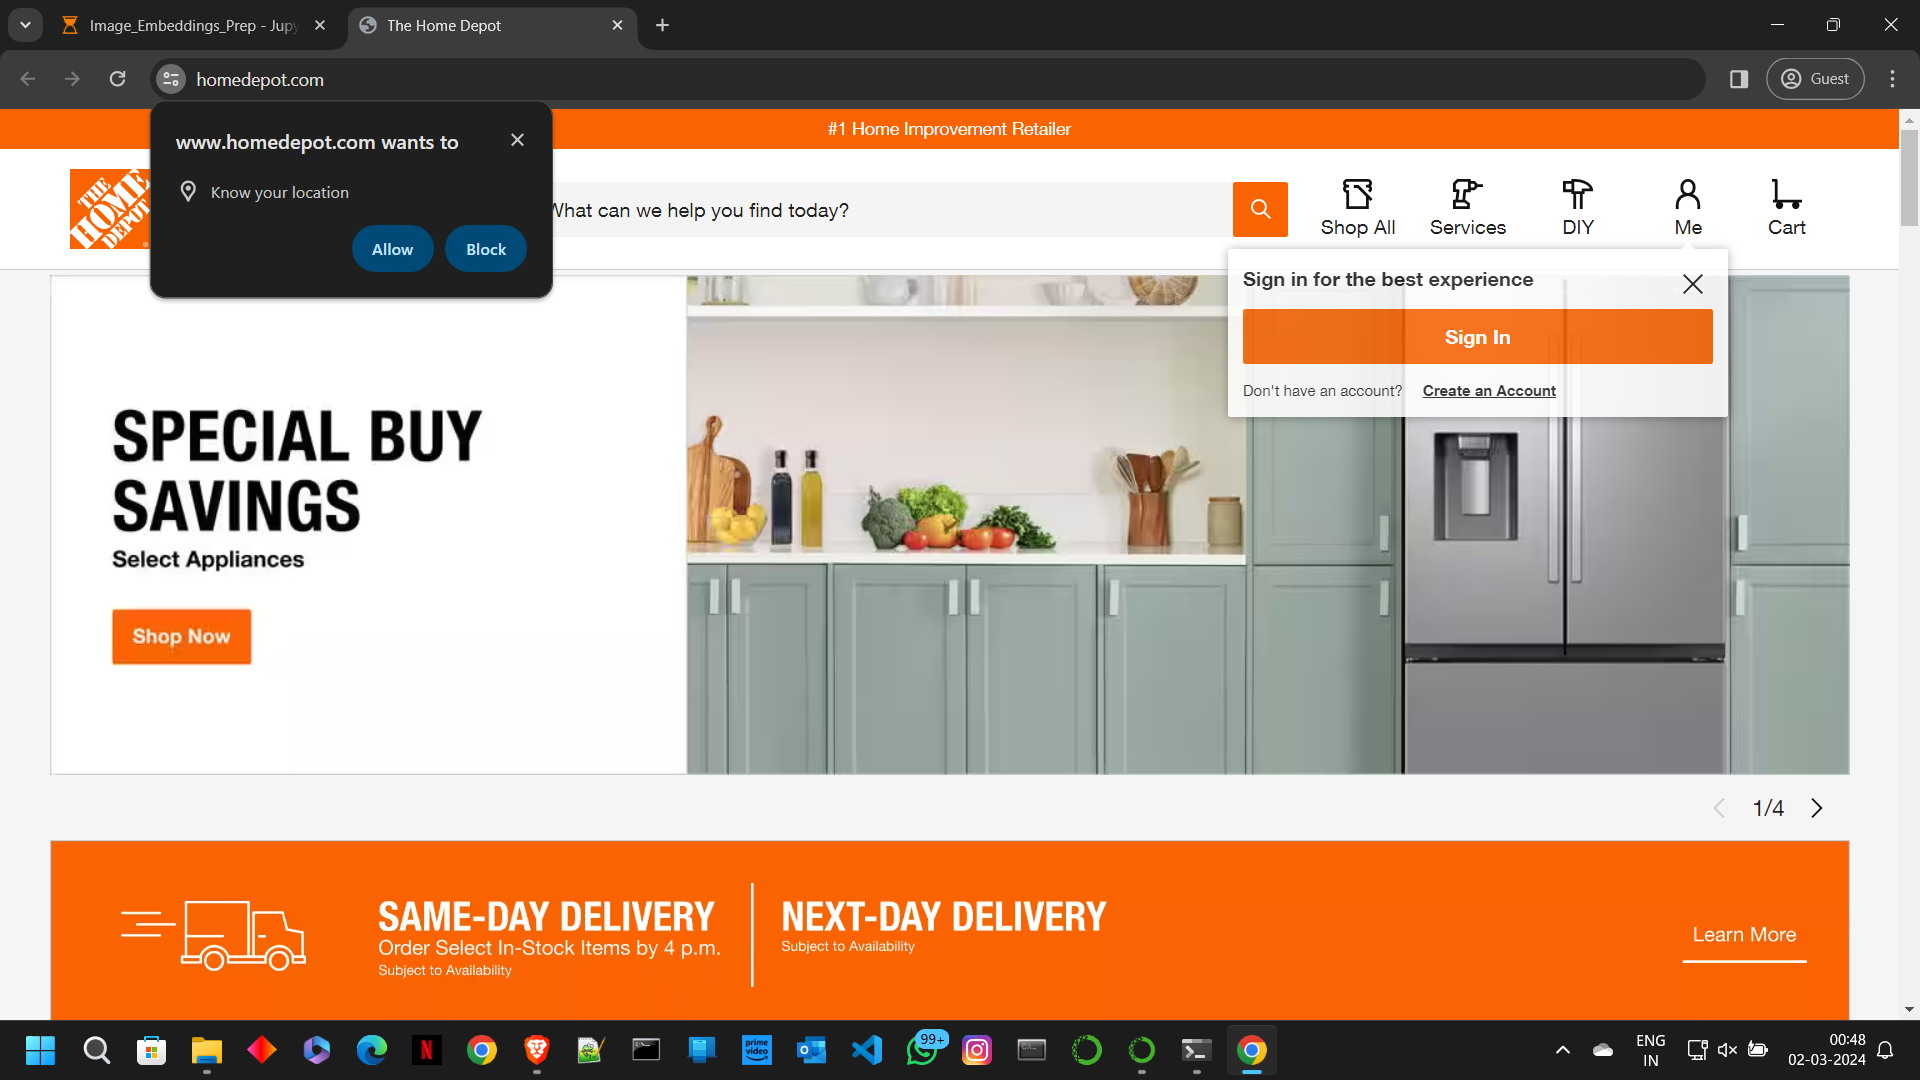 Image_Embeddings_Prep - Jupy
The Home Depot
homedepot.com
Guest
www.homedepot.com wants to
Know your location
Allow
Block
#1 Home Improvement Retailer
THE
HOME
DEPOT
What can we help you find today?
Shop All
Services
DIY
Me
Cart
Sign in for the best experience
Sign In
Don't have an account? Create an Account
SPECIAL BUY
SAVINGS
Select Appliances
Shop Now
1/4
SAME-DAY DELIVERY
Order Select In-Stock Items by 4 p.m.
Subject to Availability
NEXT-DAY DELIVERY
Subject to Availability
Learn More
N
prime
video
99+
ENG
IN
00:48
02-03-2024